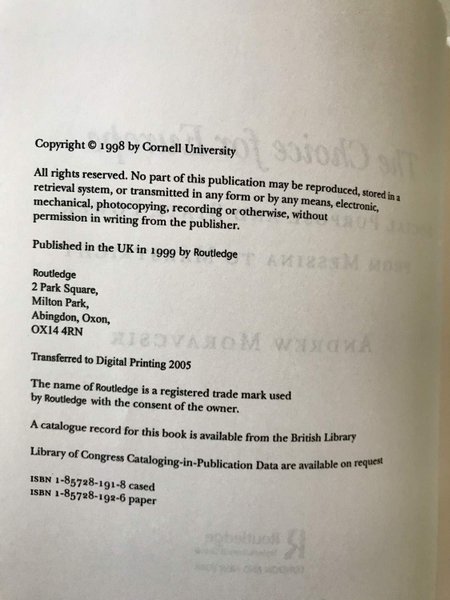 Copyright © 1998 by Cornell University
All rights reserved. No part of this publication may be reproduced, stored in a
retrieval system, or transmitted in any form or by any means, electronic,
mechanical, photocopying, recording or otherwise, without
permission in writing from the publisher.
Published in the UK in 1999 by Routledge
Routledge
2 Park Square,
Milton Park,
Abingdon, Oxon,
OX14 4RN
Transferred to Digital Printing 2005
The name of Routledge is a registered trade mark used
by Routledge with the consent of the owner.
A catalogue record for this book is available from the British Library
Library of Congress Cataloging-in-Publication Data are available on request
ISBN 1-85728-191-8 cased
ISBN 1-85728-192-6 paper